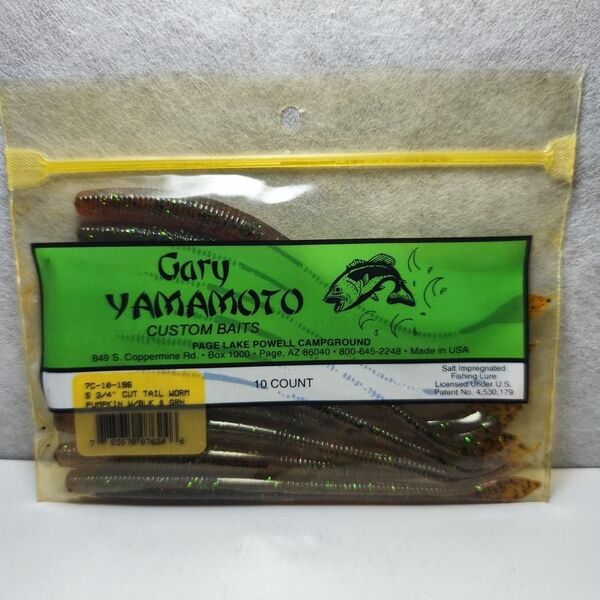 Gary
YAMAMOTO
CUSTOM BAITS
PAGE LAKE POWELL CAMPGROUND
849 S. Coppermine Rd. • Box 1000 • Page, AZ 86040 • 800-645-2248 • Made in USA
10 COUNT
Salt Impregnated
Fishing Lure
Licensed Under U.S.
Patent No. 4,530,179
7C-10-196
5 3/4" CUT TAIL WORM
PUMPKIN W/BLK & GRN